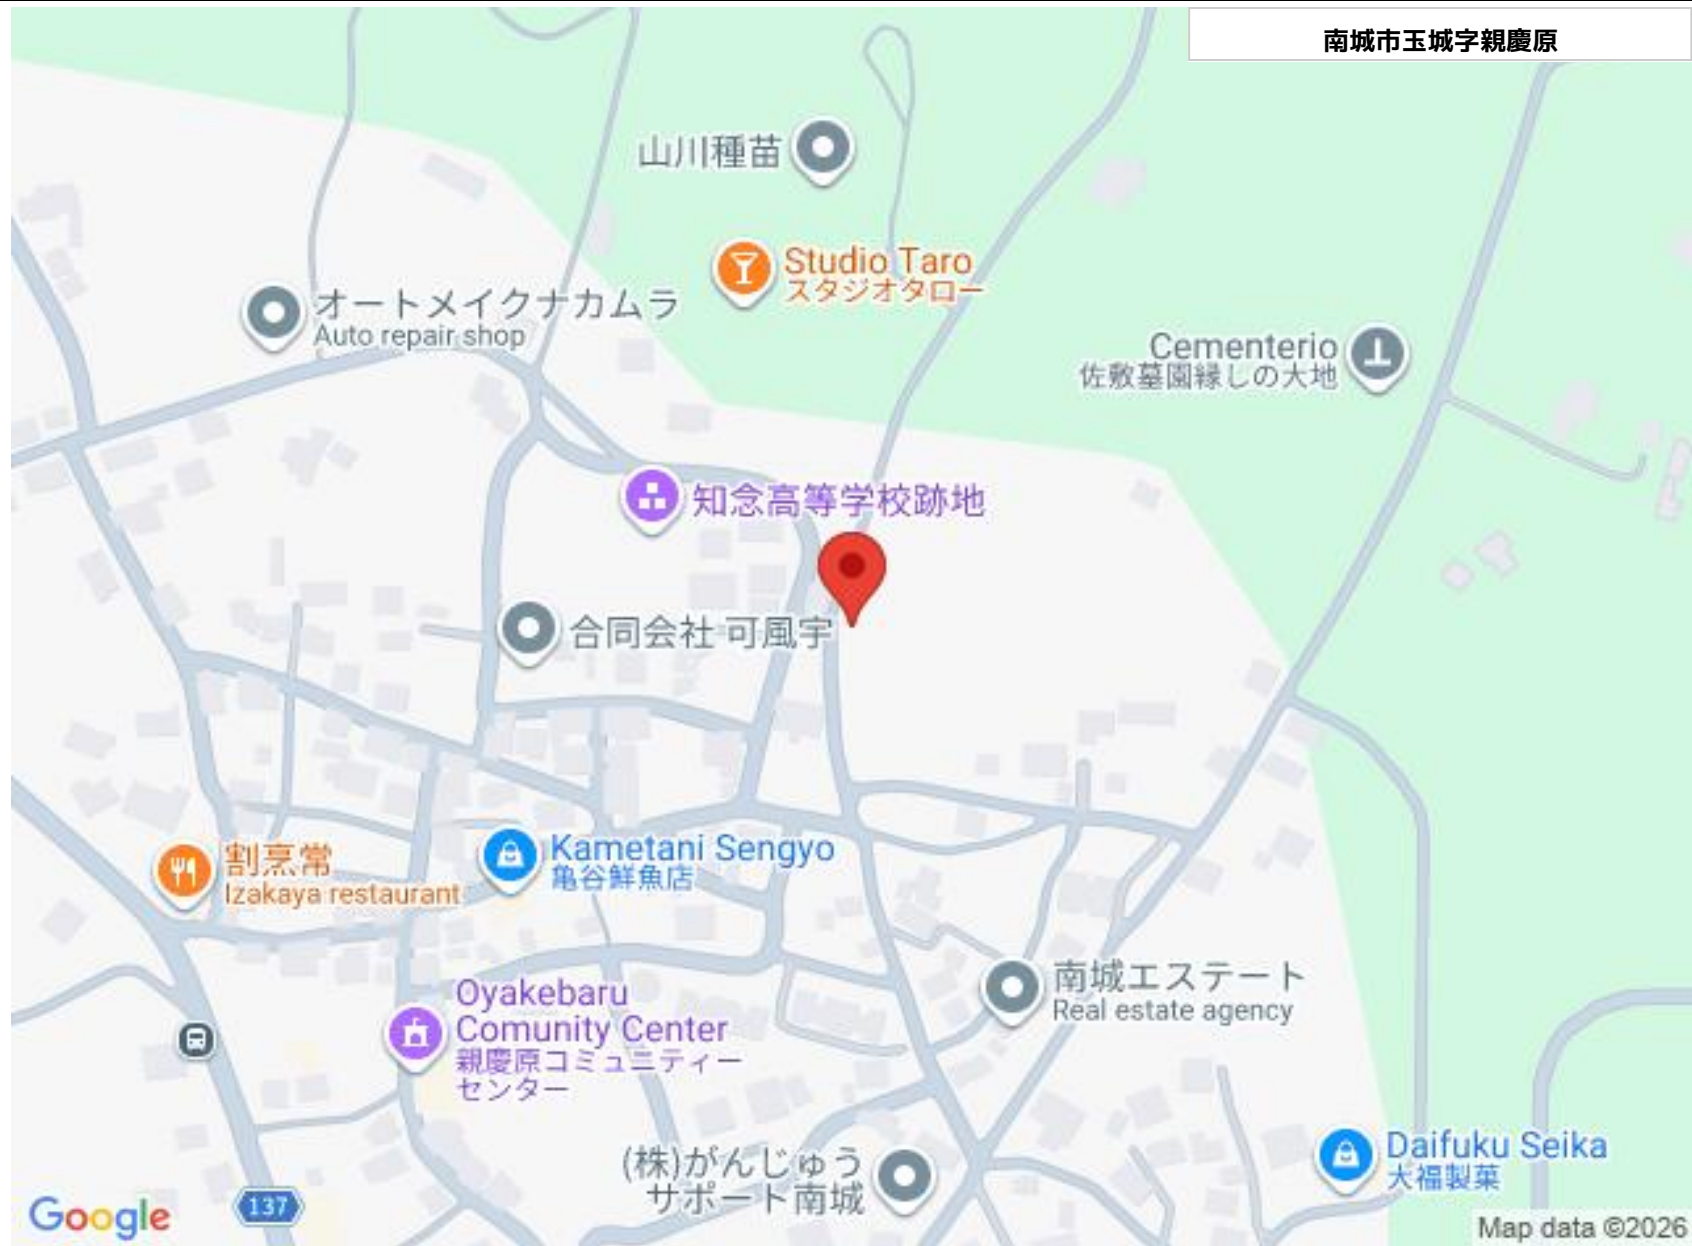 南城市玉城字親慶原
山川種苗
Studio Taro
スタジオタロー
オートメイクナカムラ
Auto repair shop
Cementerio
佐敷墓園縁しの大地
知念高等学校跡地
合同会社 可風宇
割烹常
Izakaya restaurant
Kametani Sengyo
亀谷鮮魚店
南城エステート
Real estate agency
Oyakebaru
Comunity Center
親慶原コミュニティー
センター
(株)がんじゅう
サポート南城
Daifuku Seika
大福製菓
137
Google
Map data ©2026